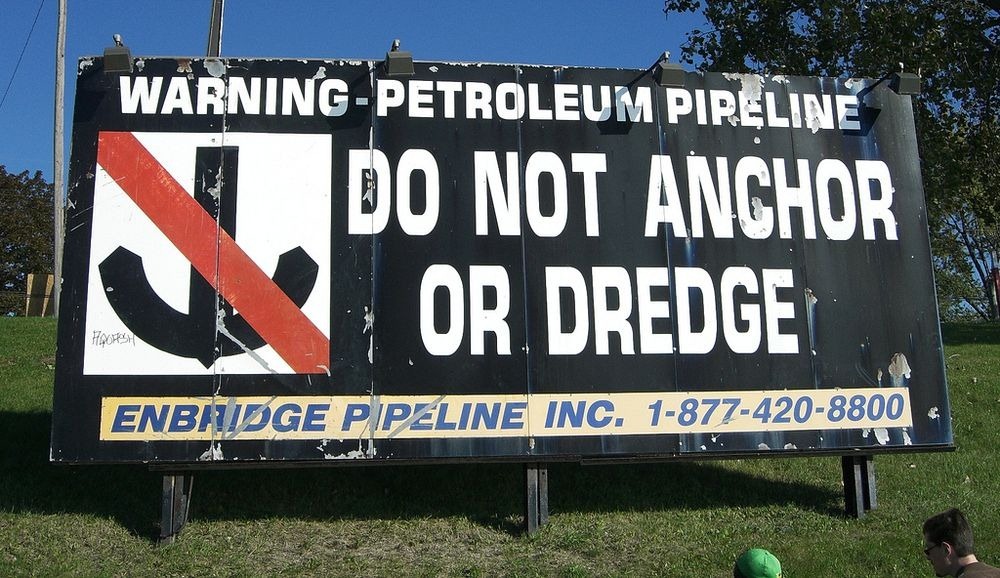 WARNING - PETROLEUM PIPELINE
DO NOT ANCHOR
OR DREDGE
ENBRIDGE PIPELINE INC. 1-877-420-8800